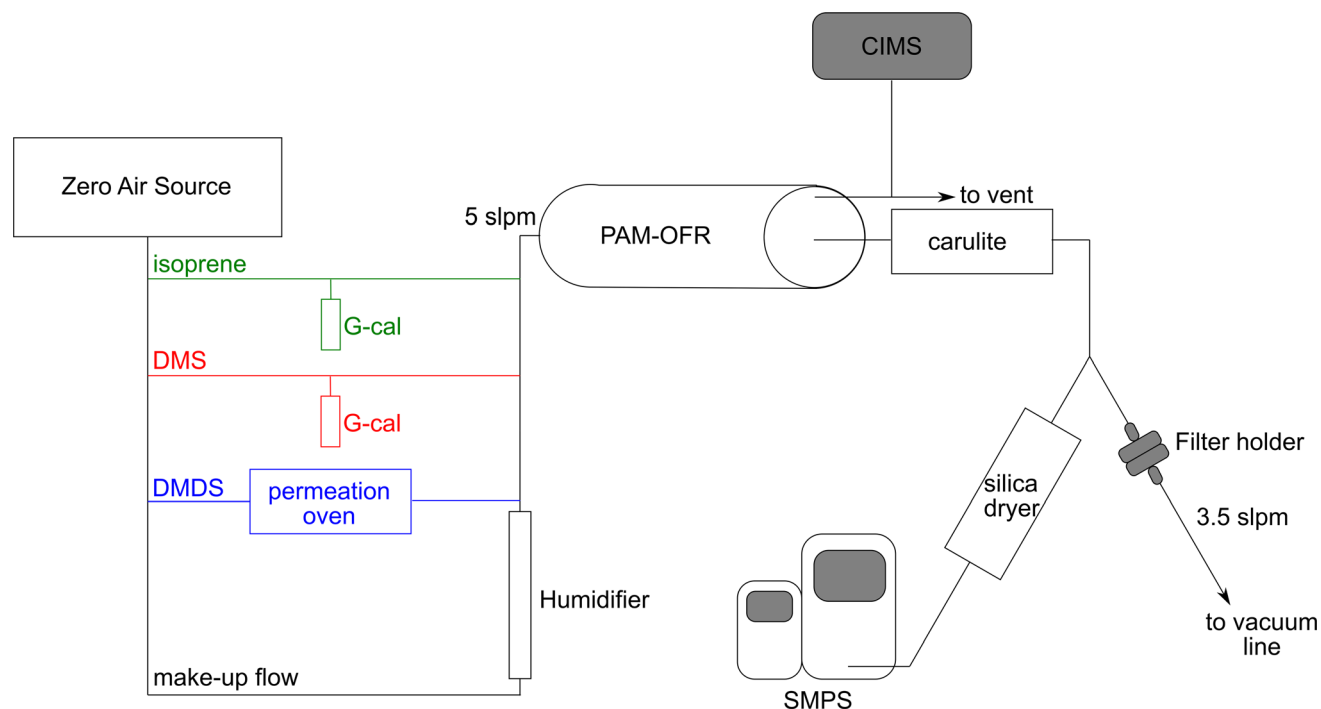 CIMS
Zero Air Source
5 slpm
PAM-OFR
to vent
carulite
isoprene
G-cal
DMS
G-cal
DMDS
permeation
oven
Humidifier
make-up flow
silica
dryer
Filter holder
3.5 slpm
to vacuum
line
SMPS